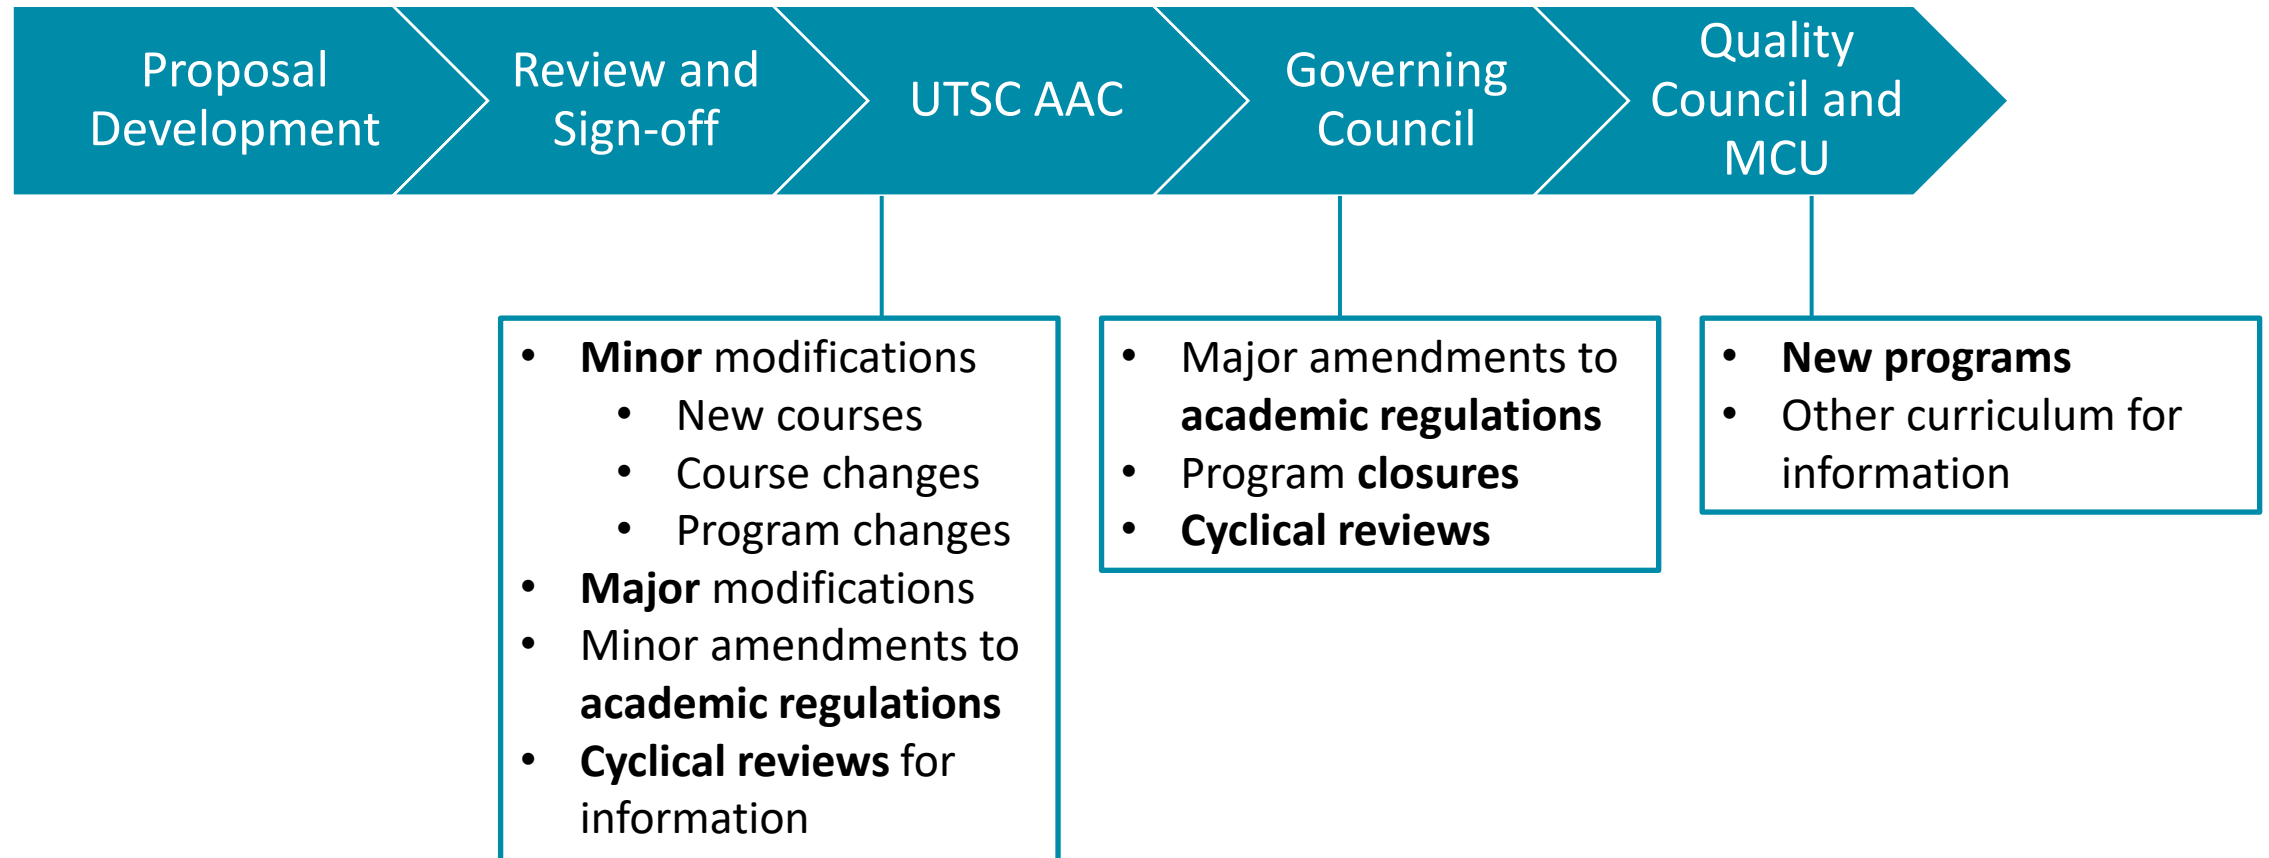 Proposal
Development
Review and
Sign-off
UTSC AAC
Governing
Council
Quality
Council and
MCU
• Minor modifications
• New courses
• Course changes
• Program changes
• Major modifications
• Minor amendments to
academic regulations
• Cyclical reviews for
information
• Major amendments to
academic regulations
• Program closures
• Cyclical reviews
• New programs
• Other curriculum for
information